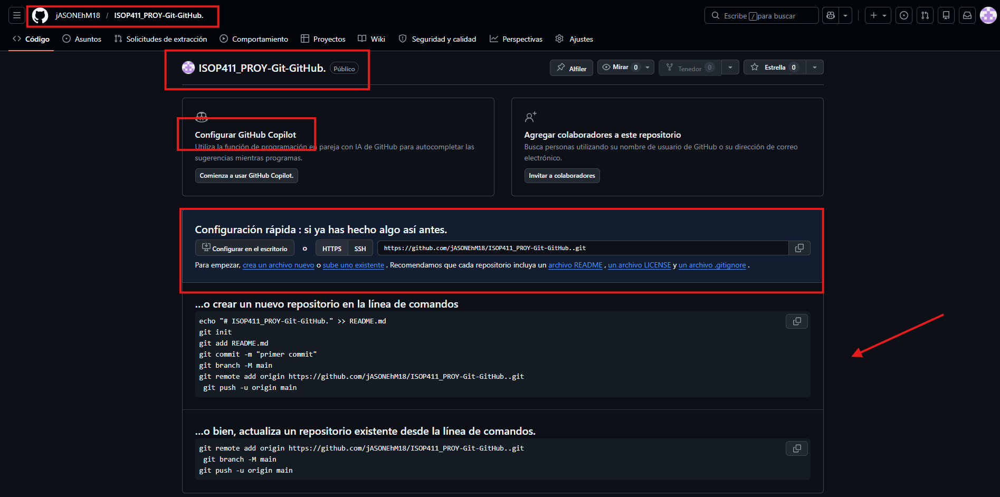 jASONEhM18 / ISOP411_PROY-Git-GitHub.
Escribe / para buscar
Código Asuntos Solicitudes de extracción Comportamiento Proyectos Wiki Seguridad y calidad Perspectivas Ajustes
ISOP411_PROY-Git-GitHub. Público
Alfiler Mirar 0 Tenedor 0 Estrella 0
Configurar GitHub Copilot
Utiliza la función de programación en pareja con IA de GitHub para autocompletar las
sugerencias mientras programas.
Comienza a usar GitHub Copilot.
Agregar colaboradores a este repositorio
Busca personas utilizando su nombre de usuario de GitHub o su dirección de correo
electrónico.
Invitar a colaboradores
Configuración rápida : si ya has hecho algo así antes.
Configurar en el escritorio o HTTPS SSH https://github.com/jASONEhM18/ISOP411_PROY-Git-GitHub..git
Para empezar, crea un archivo nuevo o sube uno existente . Recomendamos que cada repositorio incluya un archivo README , un archivo LICENSE y un archivo .gitignore .
...o crear un nuevo repositorio en la línea de comandos
echo "# ISOP411_PROY-Git-GitHub." >> README.md
git init
git add README.md
git commit -m "primer commit"
git branch -M main
git remote add origin https://github.com/jASONEhM18/ISOP411_PROY-Git-GitHub..git
git push -u origin main
...o bien, actualiza un repositorio existente desde la línea de comandos.
git remote add origin https://github.com/jASONEhM18/ISOP411_PROY-Git-GitHub..git
git branch -M main
git push -u origin main